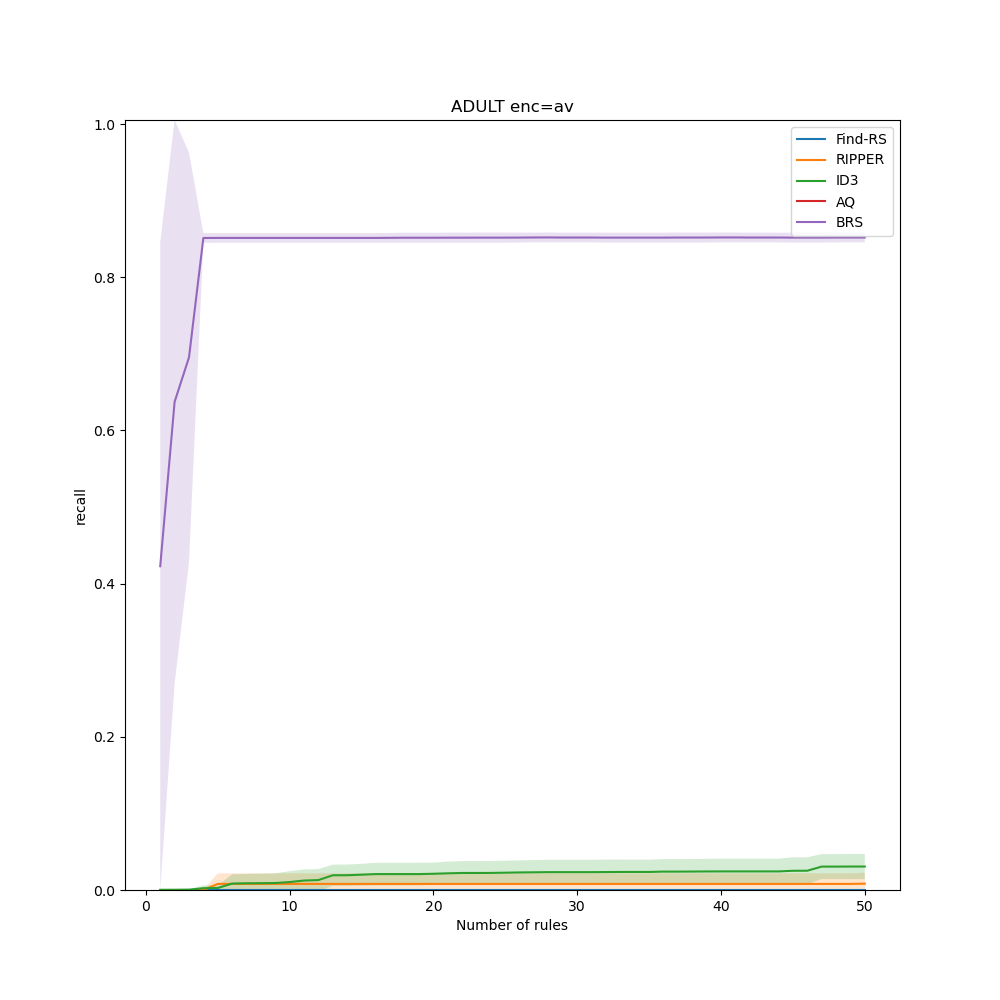 ADULT enc=av
Find-RS
RIPPER
ID3
AQ
BRS
1.0
0.8
0.6
0.4
0.2
0.0
recall
0 10 20 30 40 50
Number of rules